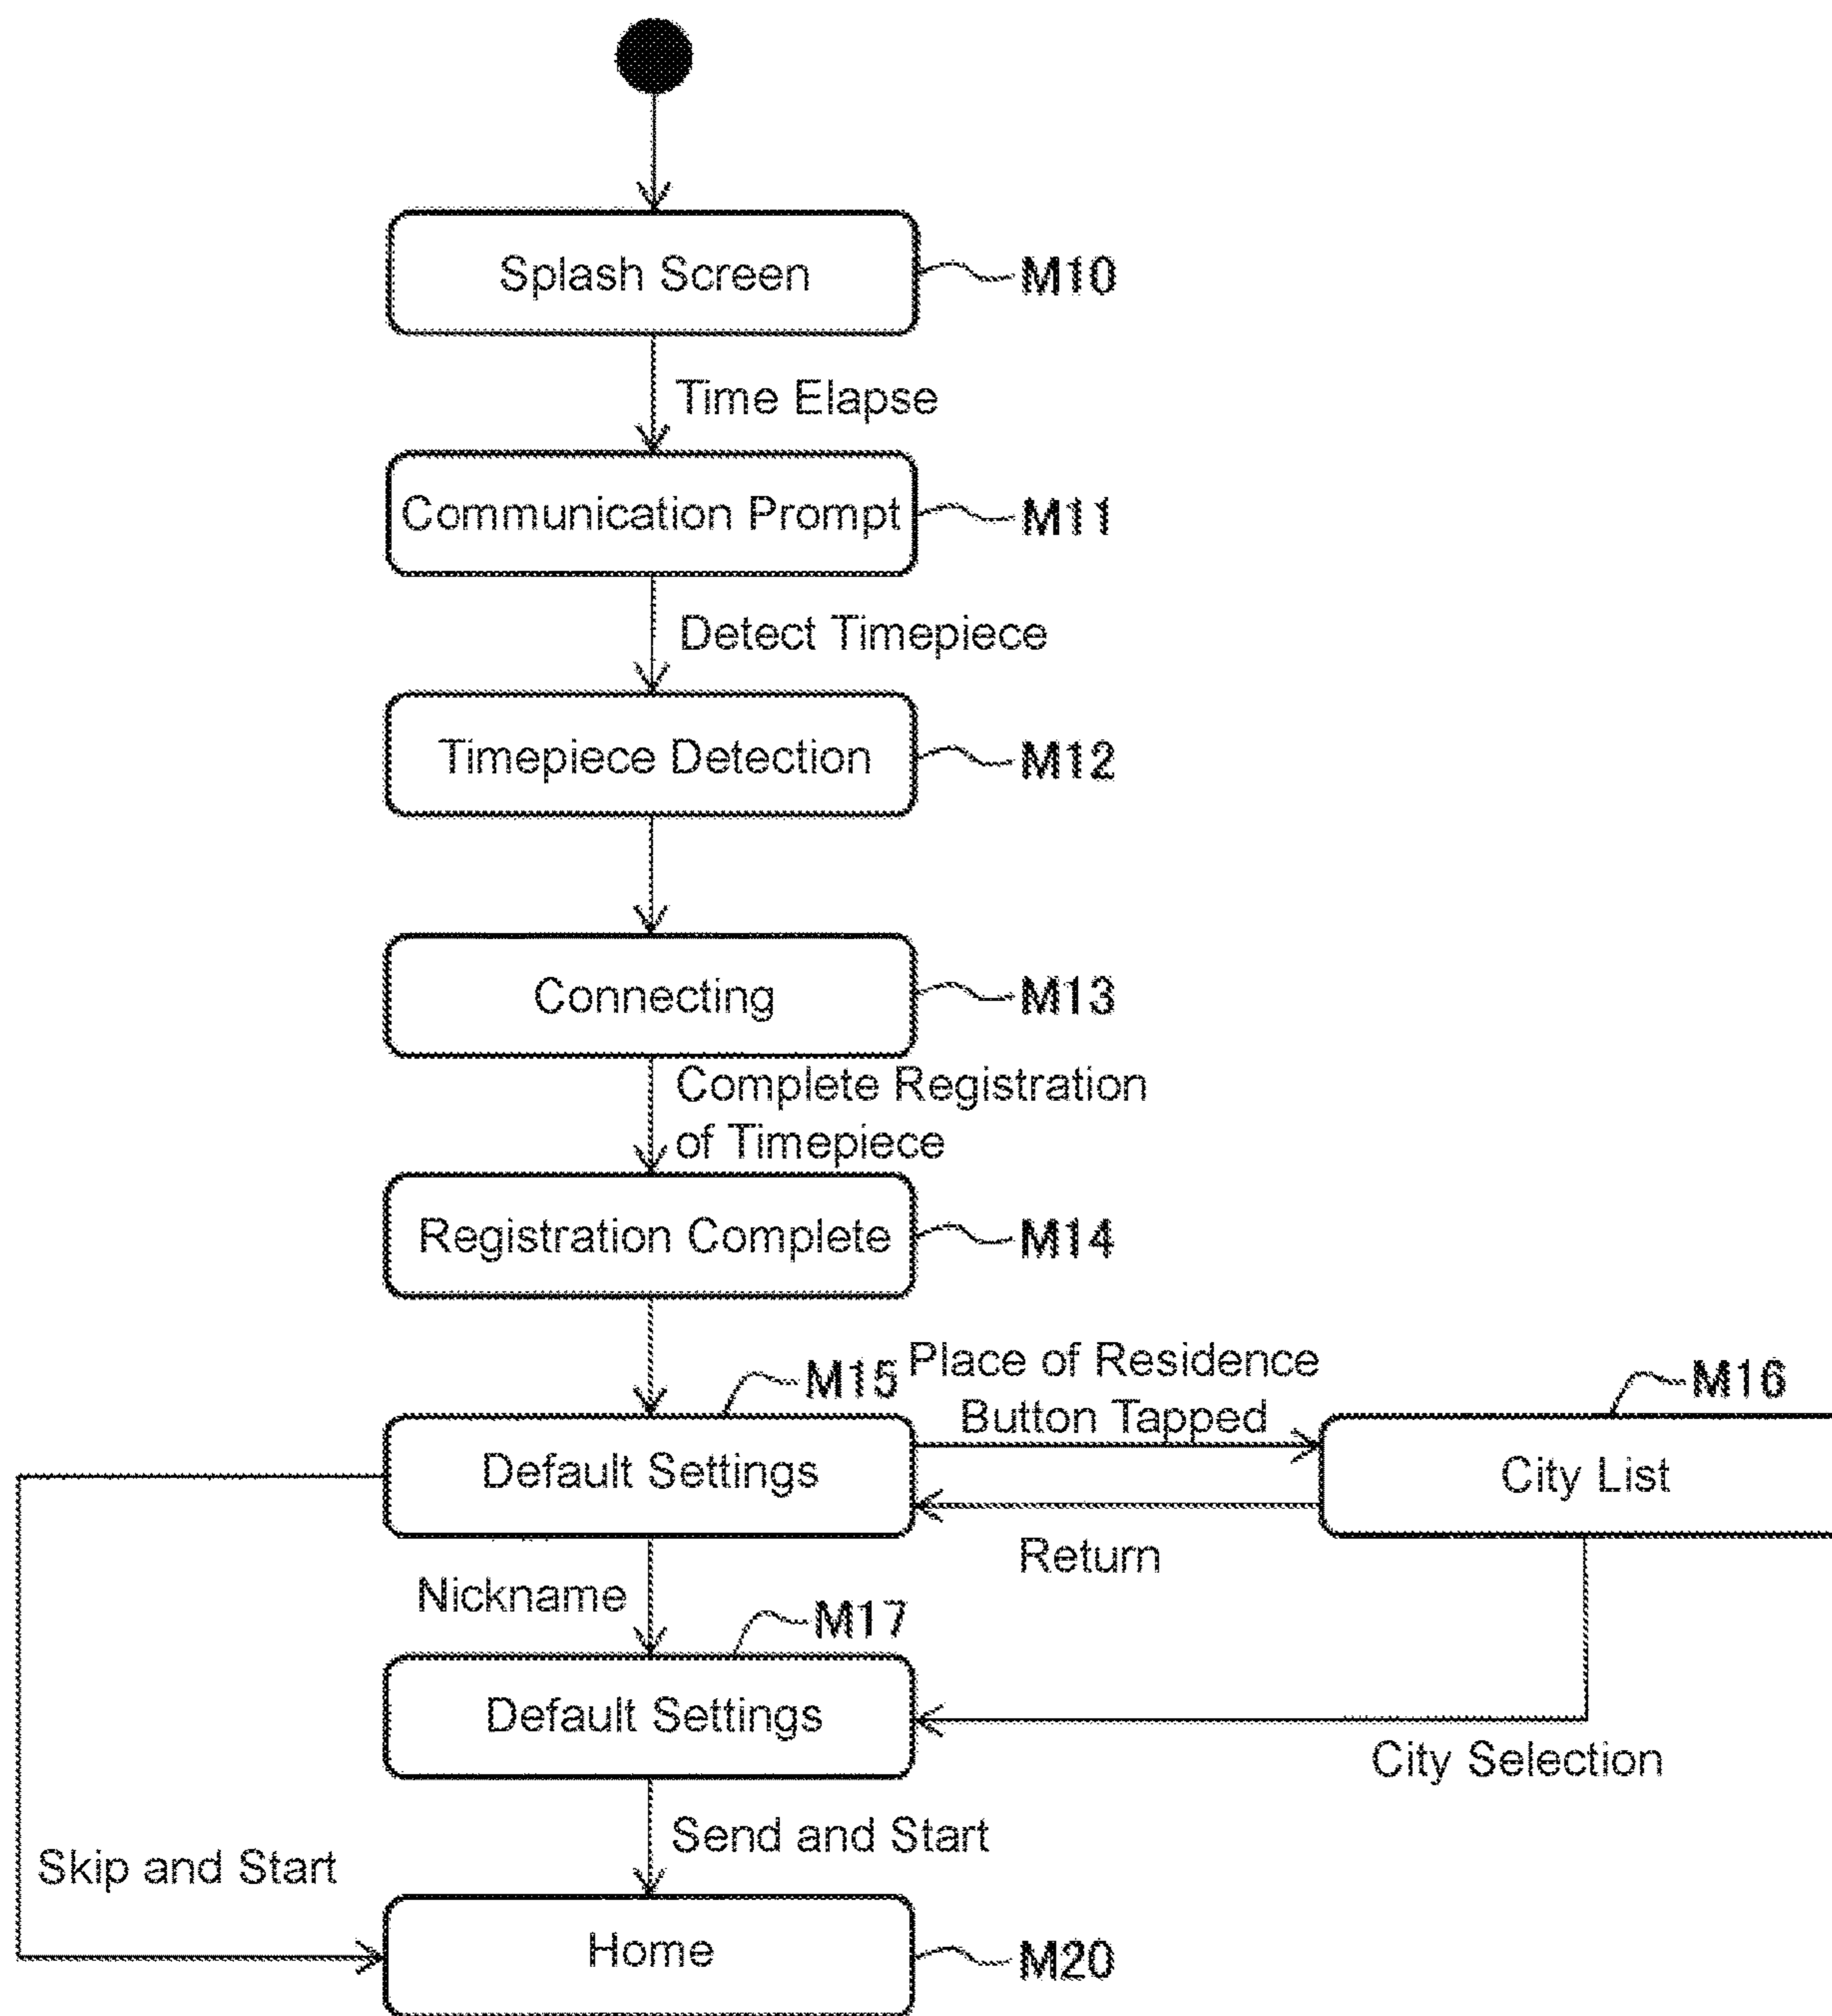 Splash Screen
M10
Time Elapse
Communication Prompt
M11
Detect Timepiece
Timepiece Detection
M12
Connecting
M13
Complete Registration
of Timepiece
Registration Complete
M14
Place of Residence
Button Tapped
M15
M16
Default Settings
City List
Return
Nickname
M17
Default Settings
City Selection
Send and Start
Skip and Start
Home
M20